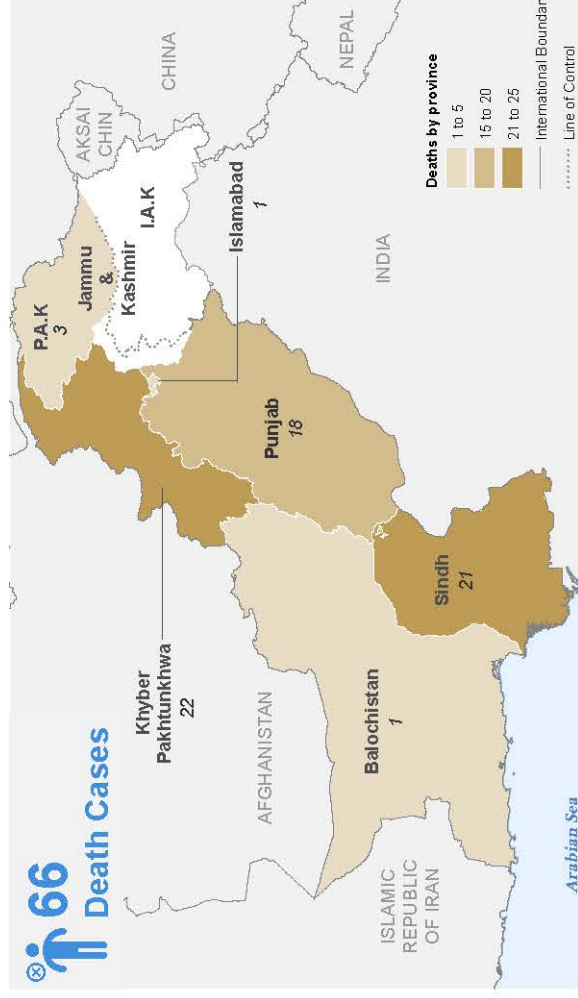 66
Death Cases
CHINA
NEPAL
AKSAI
CHIN
P.A.K
3
Jammu
&
Kashmir
I.A.K
Islamabad
1
Khyber
Pakhtunkhwa
22
Punjab
18
INDIA
AFGHANISTAN
Balochistan
1
Sindh
21
ISLAMIC
REPUBLIC
OF IRAN
Arabian Sea
Deaths by province
1 to 5
15 to 20
21 to 25
International Boundar
Line of Control